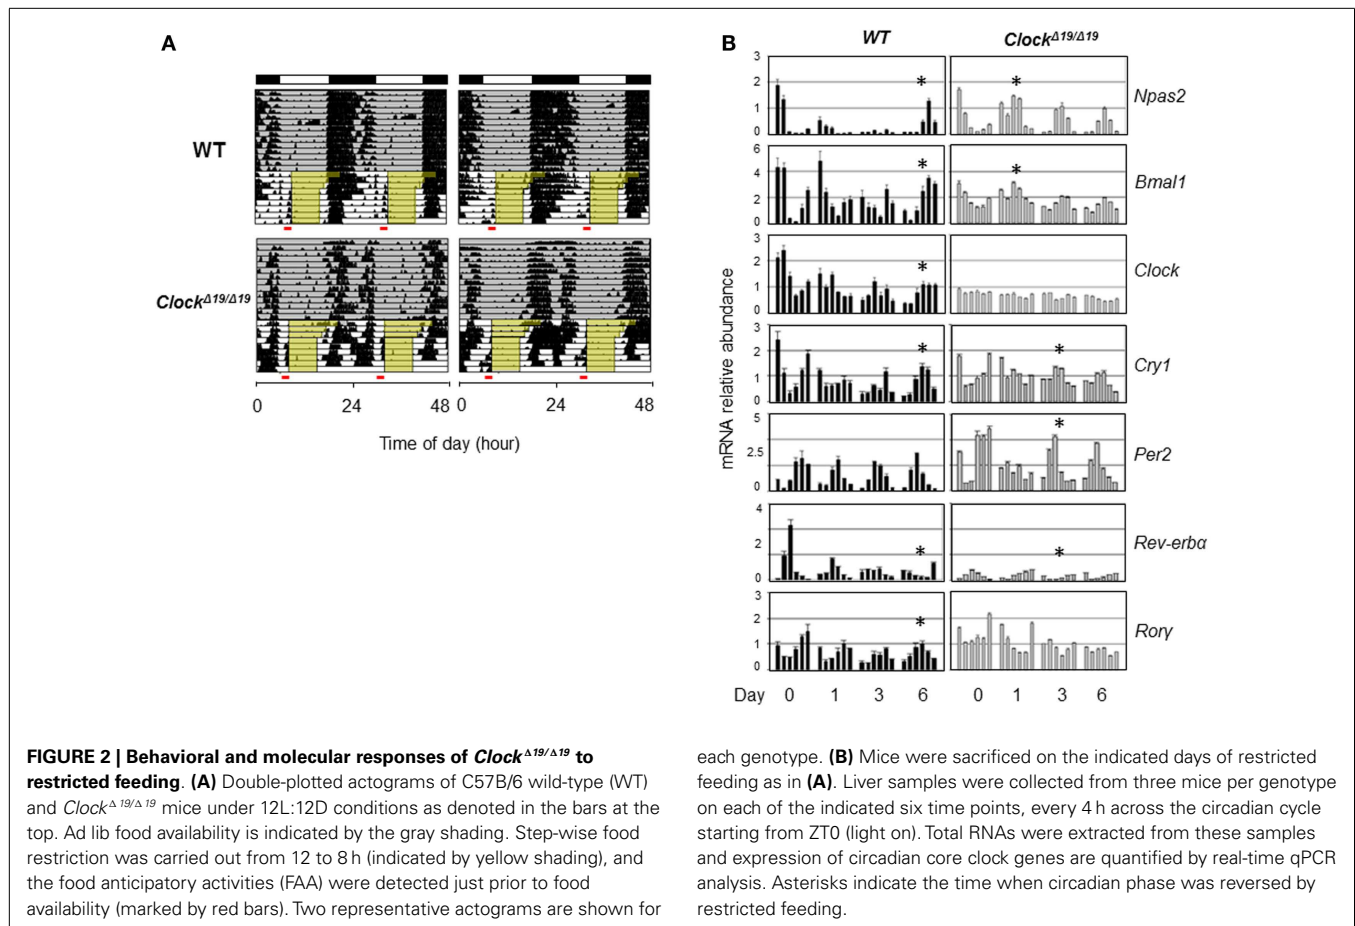 A
WT
Clock^Δ19/Δ19
0 24 48 0 24 48
Time of day (hour)
B
WT Clock^Δ19/Δ19
3
2
1
0
* *
Npas2
6
4
2
0
* *
Bmal1
3
2
1
0
*
Clock
3
2
1
0
* *
Cry1
5
2.5
0
*
Per2
4
2
0
* *
Rev-erbα
3
2
1
0
*
Rorγ
mRNA relative abundance
Day 0 1 3 6 0 1 3 6
FIGURE 2 | Behavioral and molecular responses of Clock^Δ19/Δ19 to
restricted feeding. (A) Double-plotted actograms of C57B/6 wild-type (WT)
and Clock^Δ19/Δ19 mice under 12L:12D conditions as denoted in the bars at the
top. Ad lib food availability is indicated by the gray shading. Step-wise food
restriction was carried out from 12 to 8 h (indicated by yellow shading), and
the food anticipatory activities (FAA) were detected just prior to food
availability (marked by red bars). Two representative actograms are shown for
each genotype. (B) Mice were sacrificed on the indicated days of restricted
feeding as in (A). Liver samples were collected from three mice per genotype
on each of the indicated six time points, every 4 h across the circadian cycle
starting from ZT0 (light on). Total RNAs were extracted from these samples
and expression of circadian core clock genes are quantified by real-time qPCR
analysis. Asterisks indicate the time when circadian phase was reversed by
restricted feeding.